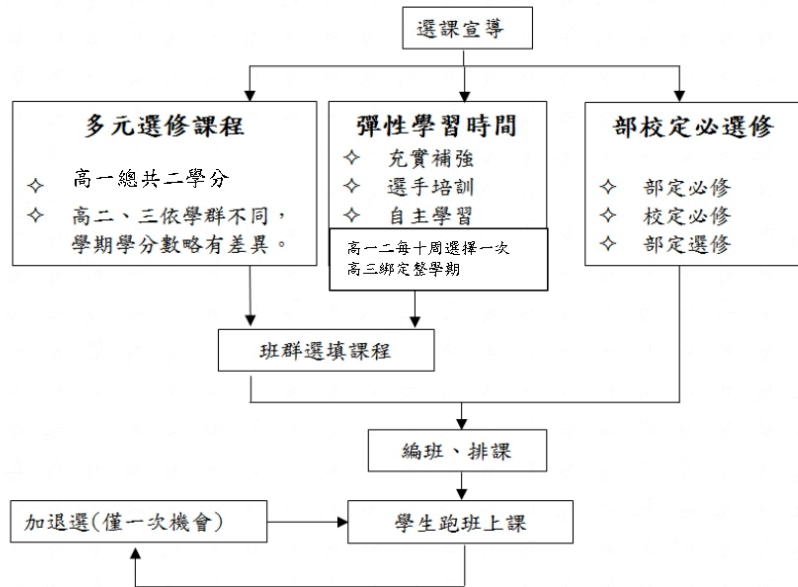 選課宣導
多元選修課程
✧ 高一總共二學分
✧ 高二、三依學群不同，
學期學分數略有差異。
彈性學習時間
✧ 充實補強
✧ 選手培訓
✧ 自主學習
高一二每十周選擇一次
高三綁定整學期
部校定必選修
✧ 部定必修
✧ 校定必修
✧ 部定選修
班群選填課程
編班、排課
加退選(僅一次機會)
學生跑班上課